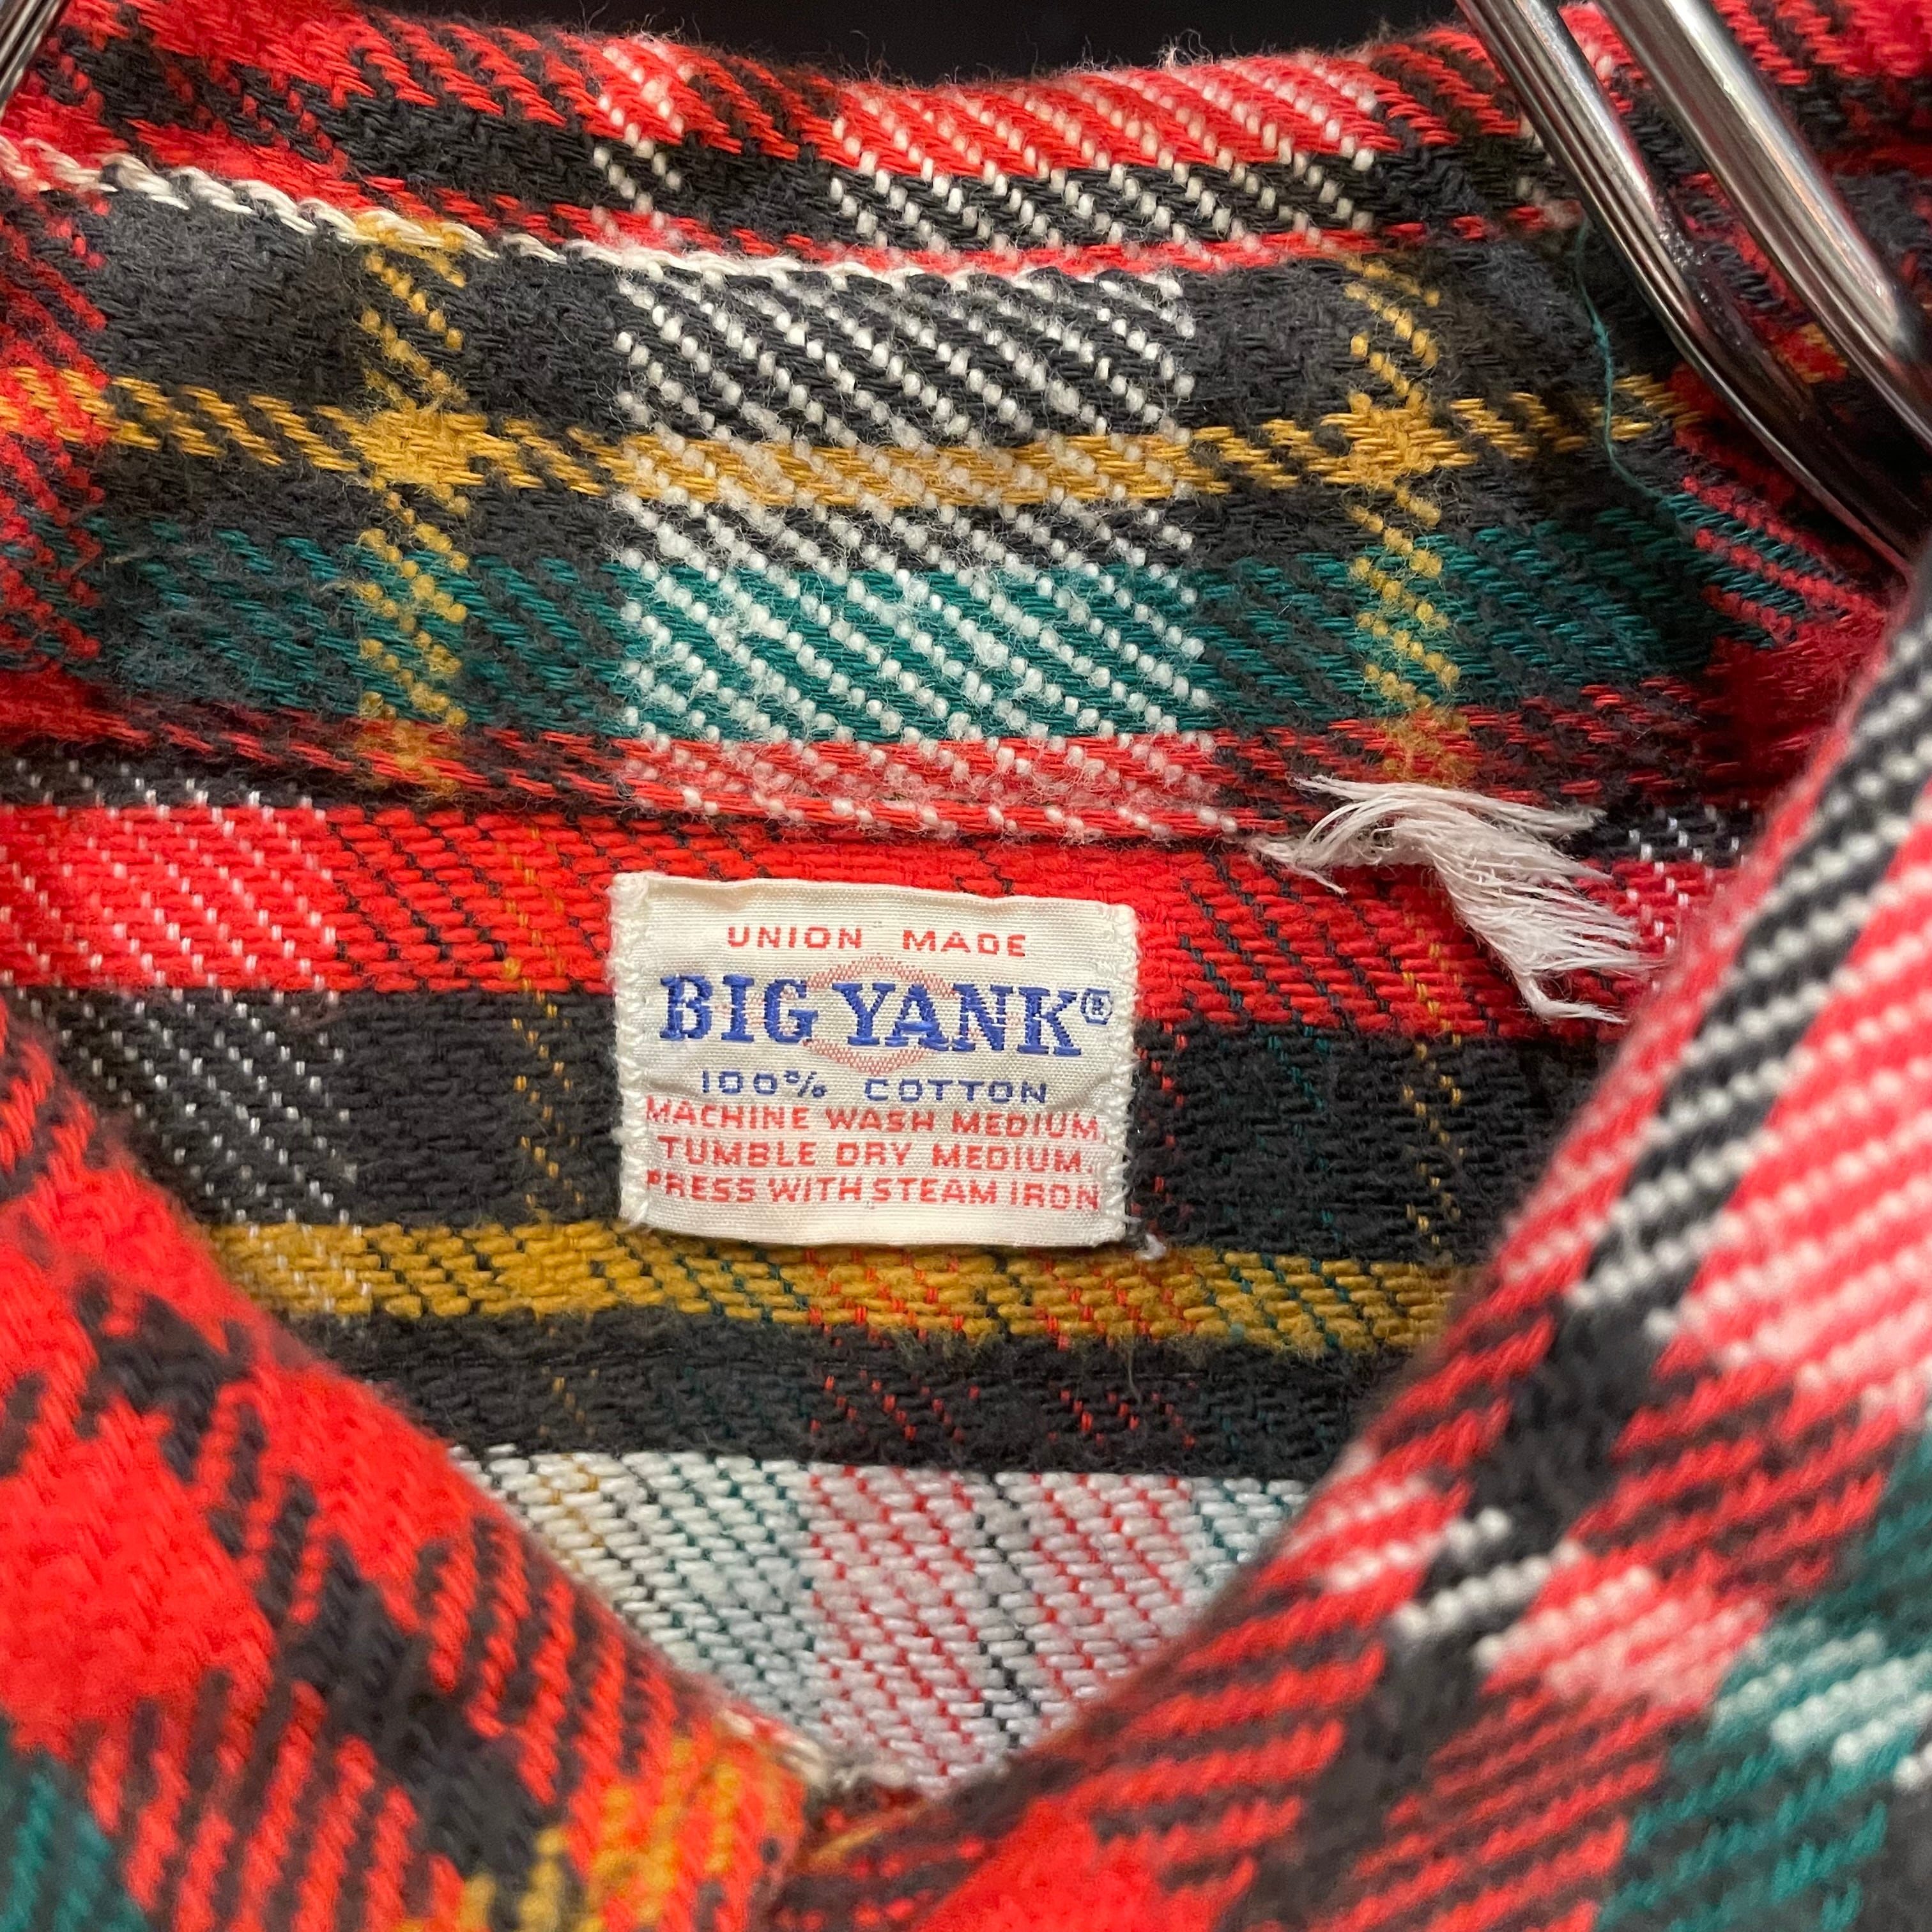 UNION MADE
BIG YANK®
100% COTTON
MACHINE WASH MEDIUM,
TUMBLE DRY MEDIUM.
PRESS WITH STEAM IRON